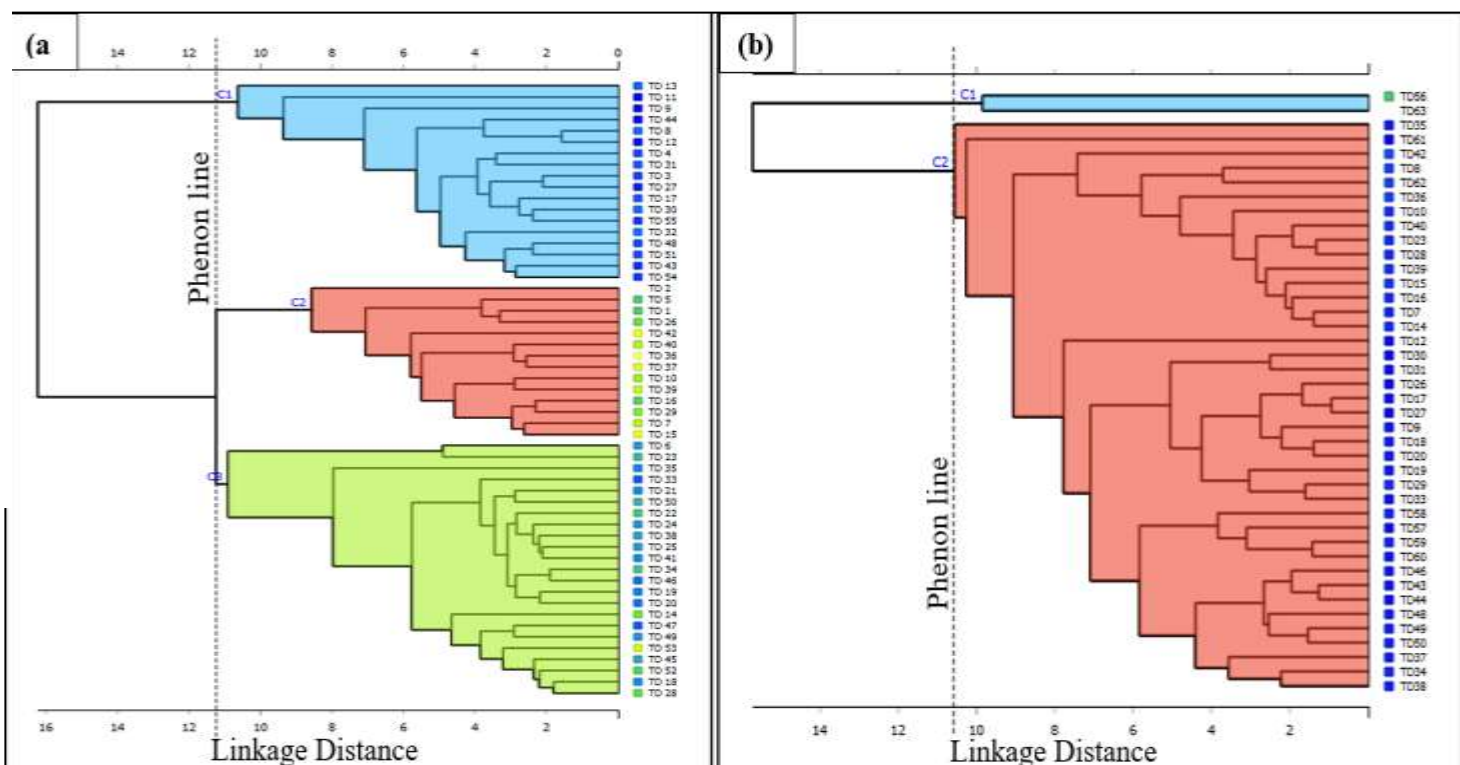 (a
14 12 10 8 6 4 2 0
C1
TD 13
TD 11
TD 9
TD 44
TD 8
TD 12
TD 4
TD 31
TD 3
TD 27
TD 17
TD 30
TD 55
TD 32
TD 48
TD 51
TD 43
TD 54
Phenon line
C2
TD 2
TD 5
TD 1
TD 26
TD 42
TD 40
TD 36
TD 37
TD 10
TD 39
TD 16
TD 29
TD 7
TD 15
C3
TD 6
TD 23
TD 35
TD 33
TD 21
TD 50
TD 22
TD 24
TD 38
TD 25
TD 41
TD 34
TD 46
TD 19
TD 20
TD 14
TD 47
TD 49
TD 53
TD 45
TD 52
TD 18
TD 28
16 14 12 10 8 6 4 2 0
Linkage Distance
(b)
C1
TD56
TD63
C2
TD35
TD61
TD42
TD8
TD62
TD36
TD10
TD40
TD23
TD28
TD39
TD15
TD16
TD7
TD14
TD12
TD30
TD31
TD26
TD17
TD27
TD9
TD18
TD20
TD19
TD29
TD33
TD58
TD57
TD59
TD60
TD46
TD43
TD44
TD48
TD49
TD50
TD37
TD34
TD38
Phenon line
14 12 10 8 6 4 2
Linkage Distance